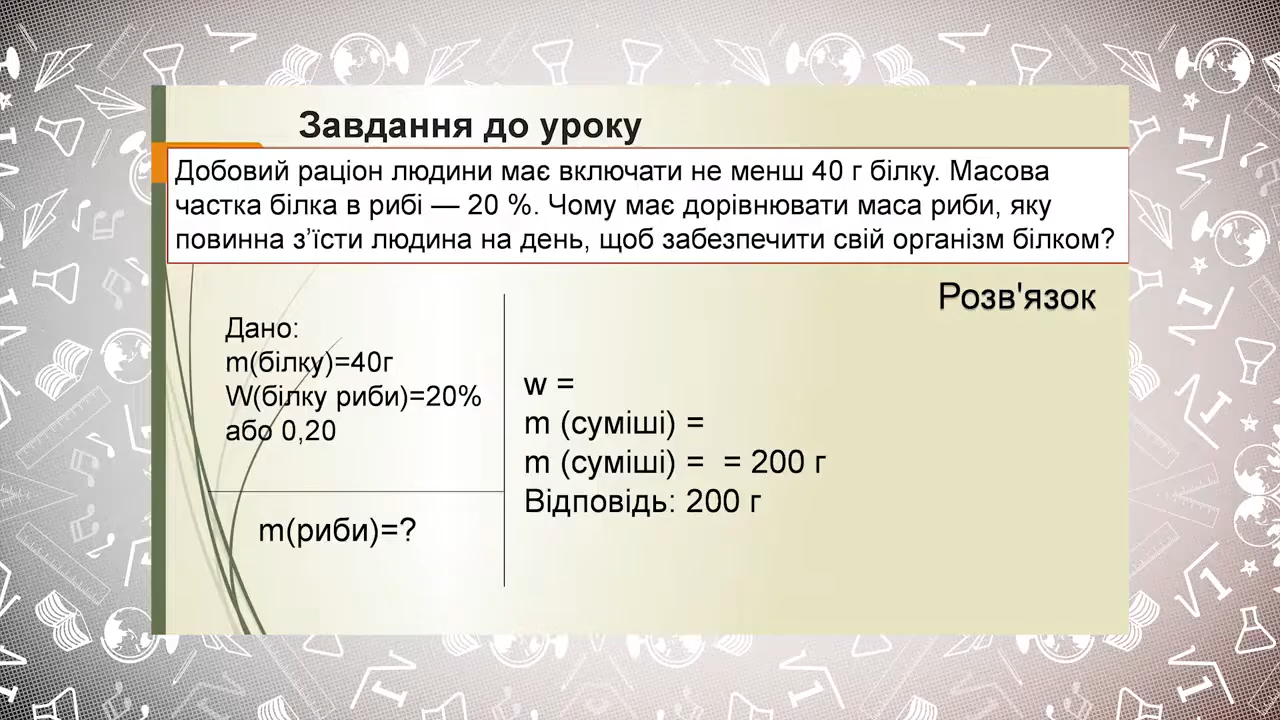 Завдання до уроку
Добовий раціон людини має включати не менш 40 г білку. Масова
частка білка в рибі — 20 %. Чому має дорівнювати маса риби, яку
повинна з’їсти людина на день, щоб забезпечити свій організм білком?
Розв'язок
Дано:
m(білку)=40г
W(білку риби)=20%
або 0,20
m(риби)=?
w =
m (суміші) =
m (суміші) = = 200 г
Відповідь: 200 г